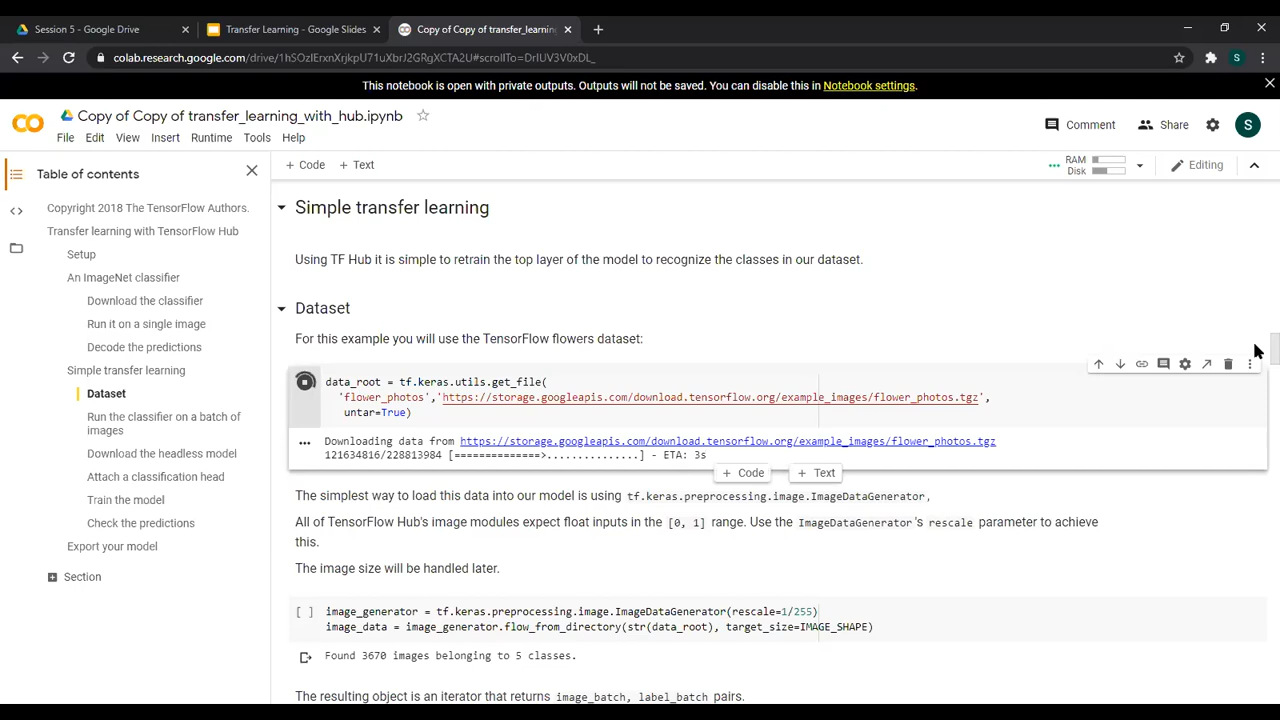 Session 5 - Google Drive
Transfer Learning - Google Slides
Copy of Copy of transfer_learning
colab.research.google.com/drive/1hSOzIErxnXrjkpU71uXbrJ2GRgXCTA2U#scrollTo=DrIUV3V0xDL_
S
This notebook is open with private outputs. Outputs will not be saved. You can disable this in Notebook settings.
CO
Copy of Copy of transfer_learning_with_hub.ipynb
Comment
Share
S
File Edit View Insert Runtime Tools Help
Table of contents
+ Code + Text
RAM
Disk
Editing
Copyright 2018 The TensorFlow Authors.
Transfer learning with TensorFlow Hub
Setup
An ImageNet classifier
Download the classifier
Run it on a single image
Decode the predictions
Simple transfer learning
Dataset
Run the classifier on a batch of
images
Download the headless model
Attach a classification head
Train the model
Check the predictions
Export your model
Section
Simple transfer learning
Using TF Hub it is simple to retrain the top layer of the model to recognize the classes in our dataset.
Dataset
For this example you will use the TensorFlow flowers dataset:
data_root = tf.keras.utils.get_file(
'flower_photos','https://storage.googleapis.com/download.tensorflow.org/example_images/flower_photos.tgz',
untar=True)
Downloading data from https://storage.googleapis.com/download.tensorflow.org/example_images/flower_photos.tgz
121634816/228813984 [==============>...............] - ETA: 3s
+ Code + Text
The simplest way to load this data into our model is using tf.keras.preprocessing.image.ImageDataGenerator,
All of TensorFlow Hub's image modules expect float inputs in the [0, 1] range. Use the ImageDataGenerator's rescale parameter to achieve
this.
The image size will be handled later.
[ ] image_generator = tf.keras.preprocessing.image.ImageDataGenerator(rescale=1/255)
image_data = image_generator.flow_from_directory(str(data_root), target_size=IMAGE_SHAPE)
Found 3670 images belonging to 5 classes.
The resulting object is an iterator that returns image_batch, label_batch pairs.